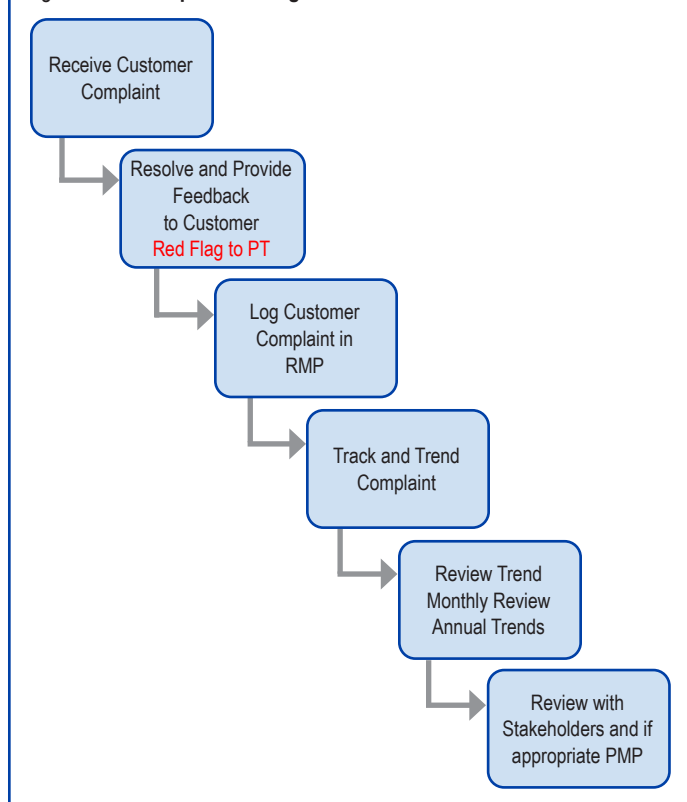 Receive Customer
Complaint
Resolve and Provide
Feedback
to Customer
Red Flag to PT
Log Customer
Complaint in
RMP
Track and Trend
Complaint
Review Trend
Monthly Review
Annual Trends
Review with
Stakeholders and if
appropriate PMP